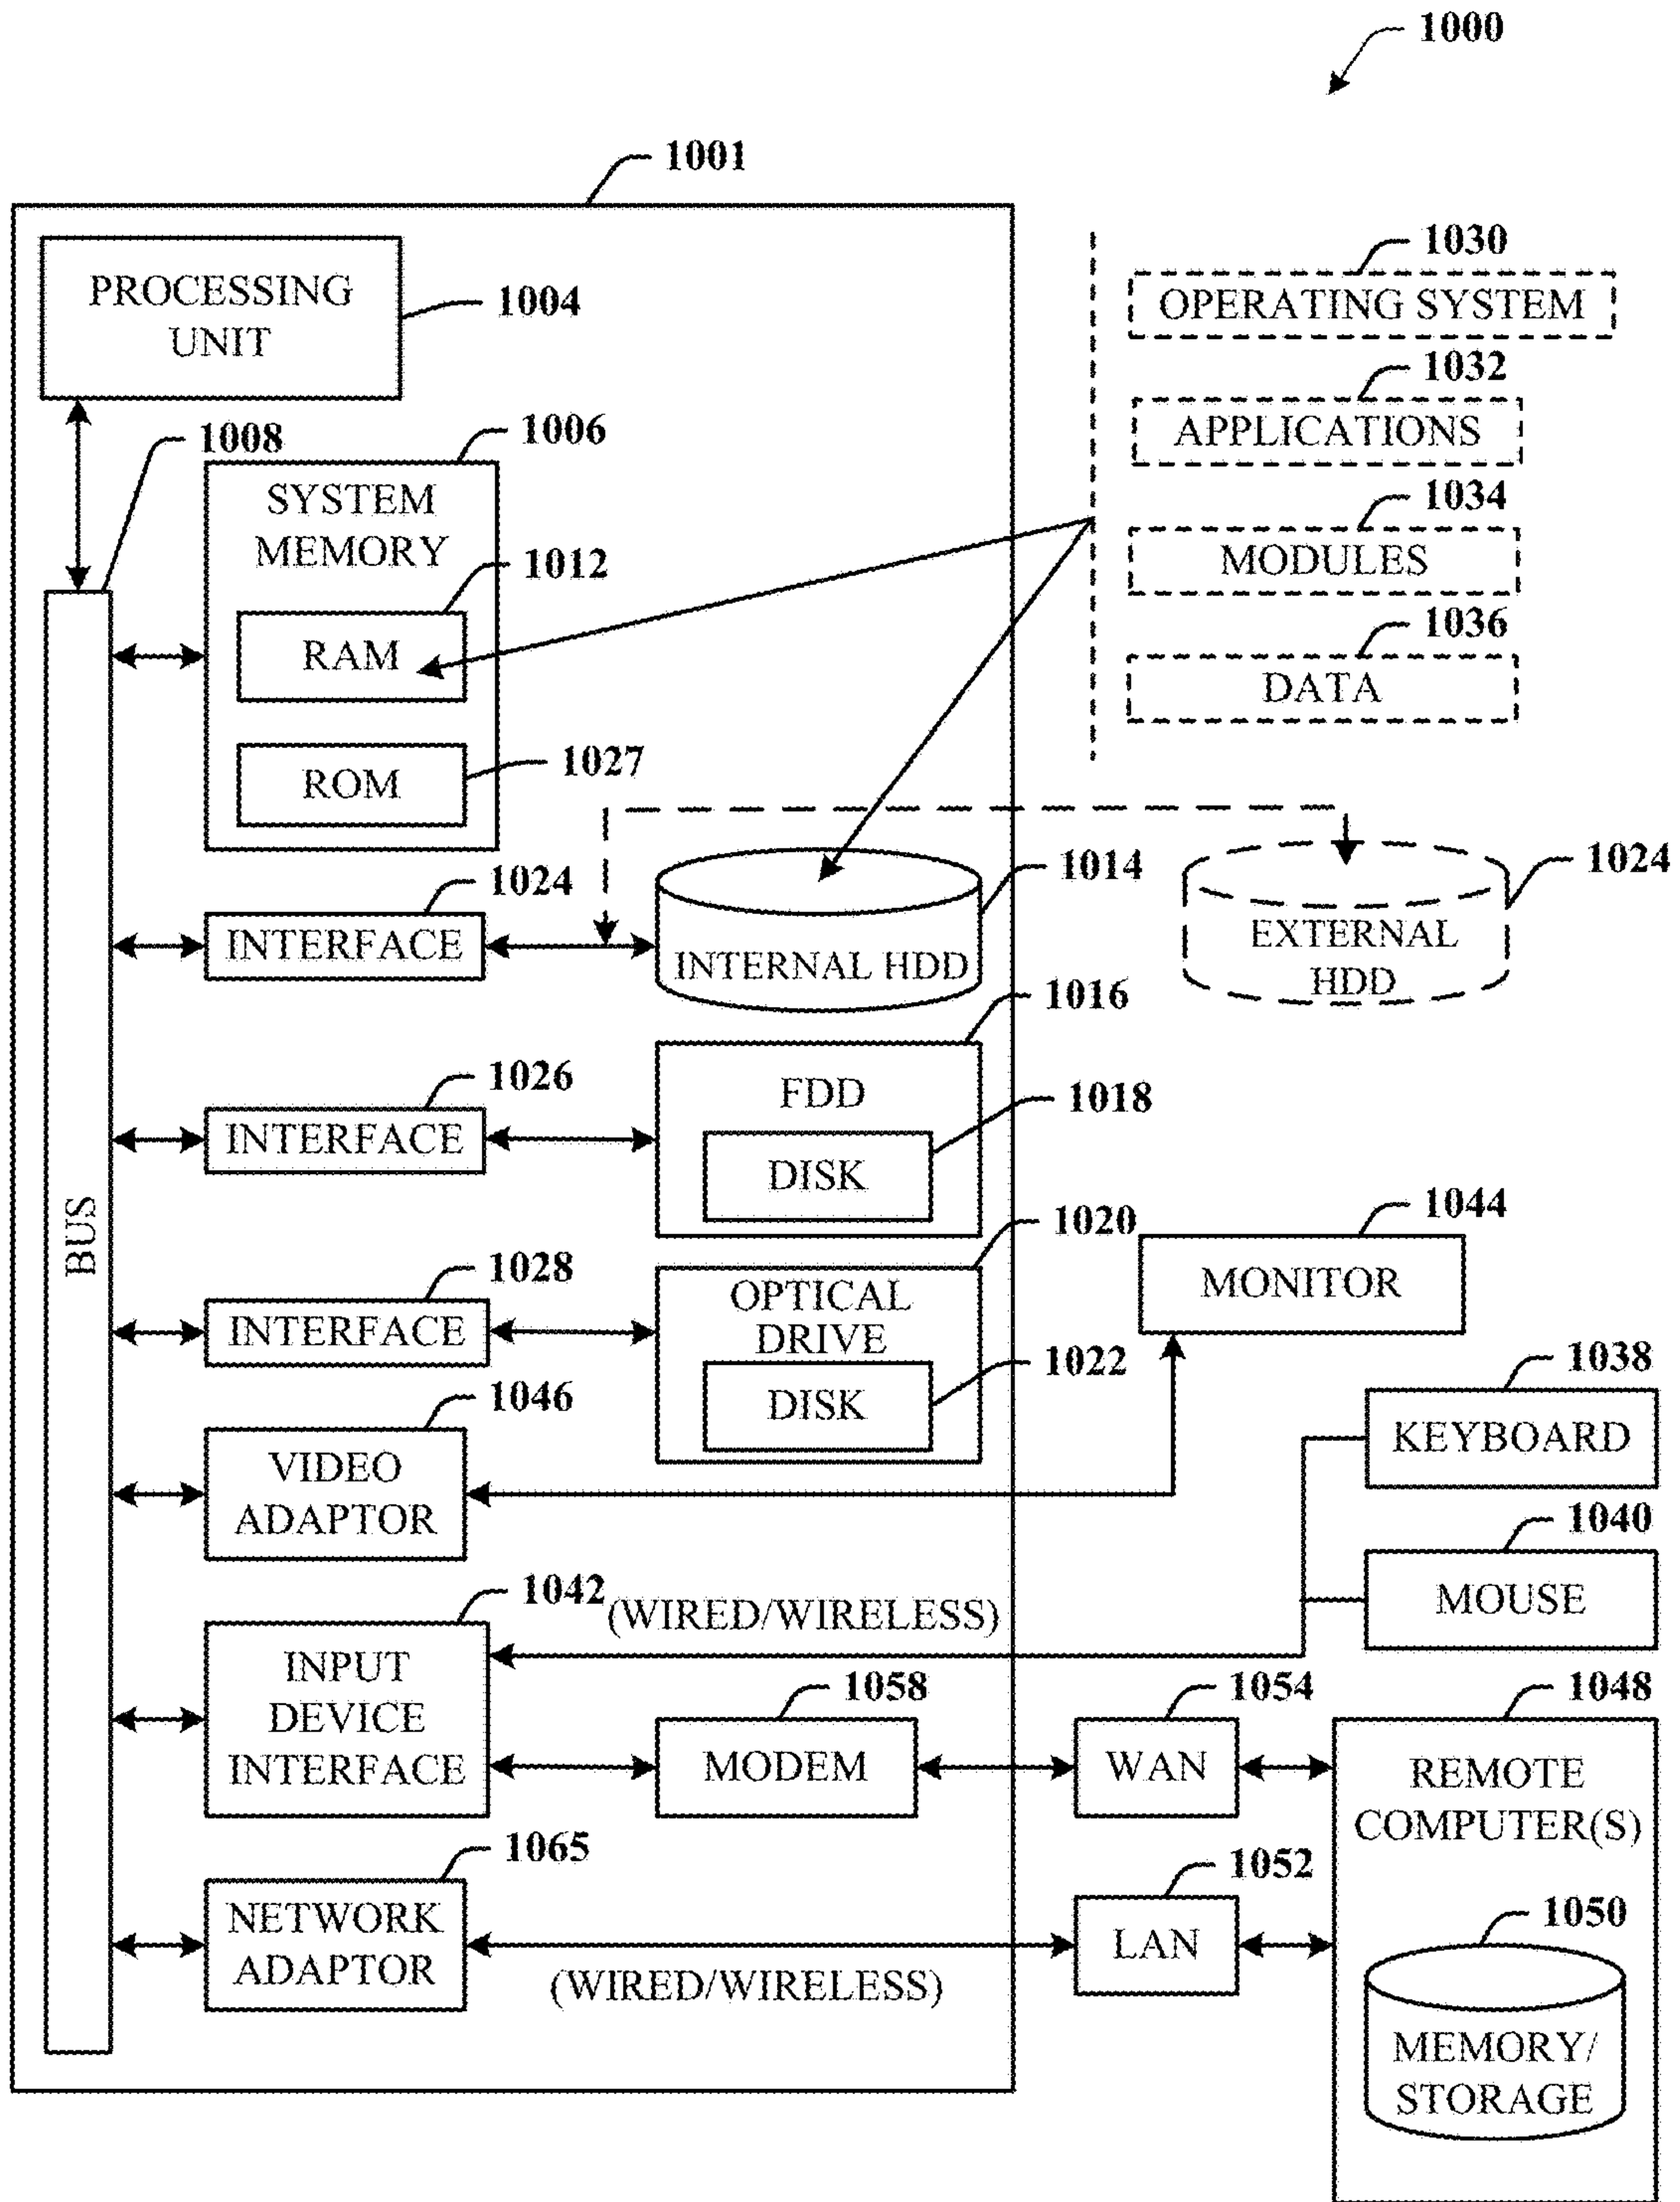 1000
1001
PROCESSING
UNIT
1004
1030
OPERATING SYSTEM
1032
APPLICATIONS
1034
MODULES
1036
DATA
1008
1006
SYSTEM
MEMORY
1012
RAM
ROM
1027
1024
INTERFACE
1014
INTERNAL HDD
1024
EXTERNAL
HDD
1016
1026
INTERFACE
FDD
1018
DISK
BUS
1020
1028
INTERFACE
OPTICAL
DRIVE
1022
DISK
1044
MONITOR
1038
KEYBOARD
1046
VIDEO
ADAPTOR
1040
MOUSE
1042
(WIRED/WIRELESS)
INPUT
DEVICE
INTERFACE
1058
MODEM
1054
WAN
1048
REMOTE
COMPUTER(S)
1065
NETWORK
ADAPTOR
(WIRED/WIRELESS)
1052
LAN
1050
MEMORY/
STORAGE